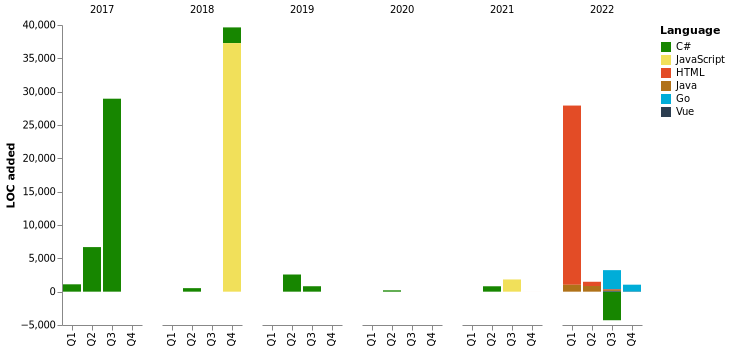 2017 2018 2019 2020 2021 2022
LOC added
40,000
35,000
30,000
25,000
20,000
15,000
10,000
5,000
0
−5,000
Q1 Q2 Q3 Q4 Q1 Q2 Q3 Q4 Q1 Q2 Q3 Q4 Q1 Q2 Q3 Q4 Q1 Q2 Q3 Q4 Q1 Q2 Q3 Q4
Language
C#
JavaScript
HTML
Java
Go
Vue